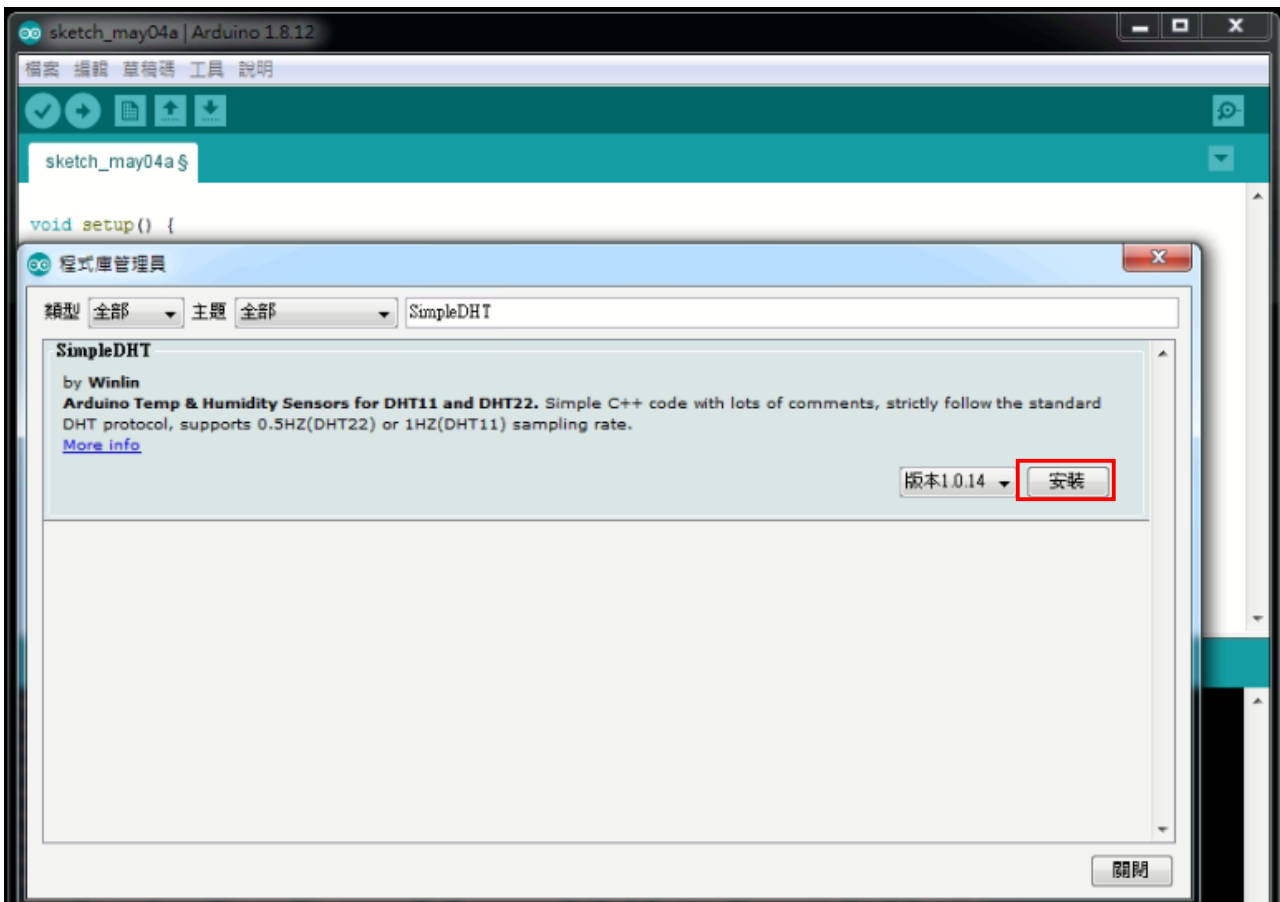 sketch_may04a | Arduino 1.8.12
檔案 編輯 草稿碼 工具 說明
sketch_may04a §
void setup() {
程式庫管理員
類型 全部 主題 全部 SimpleDHT
SimpleDHT
by Winlin
Arduino Temp & Humidity Sensors for DHT11 and DHT22. Simple C++ code with lots of comments, strictly follow the standard
DHT protocol, supports 0.5HZ(DHT22) or 1HZ(DHT11) sampling rate.
More info
版本1.0.14 安裝
關閉